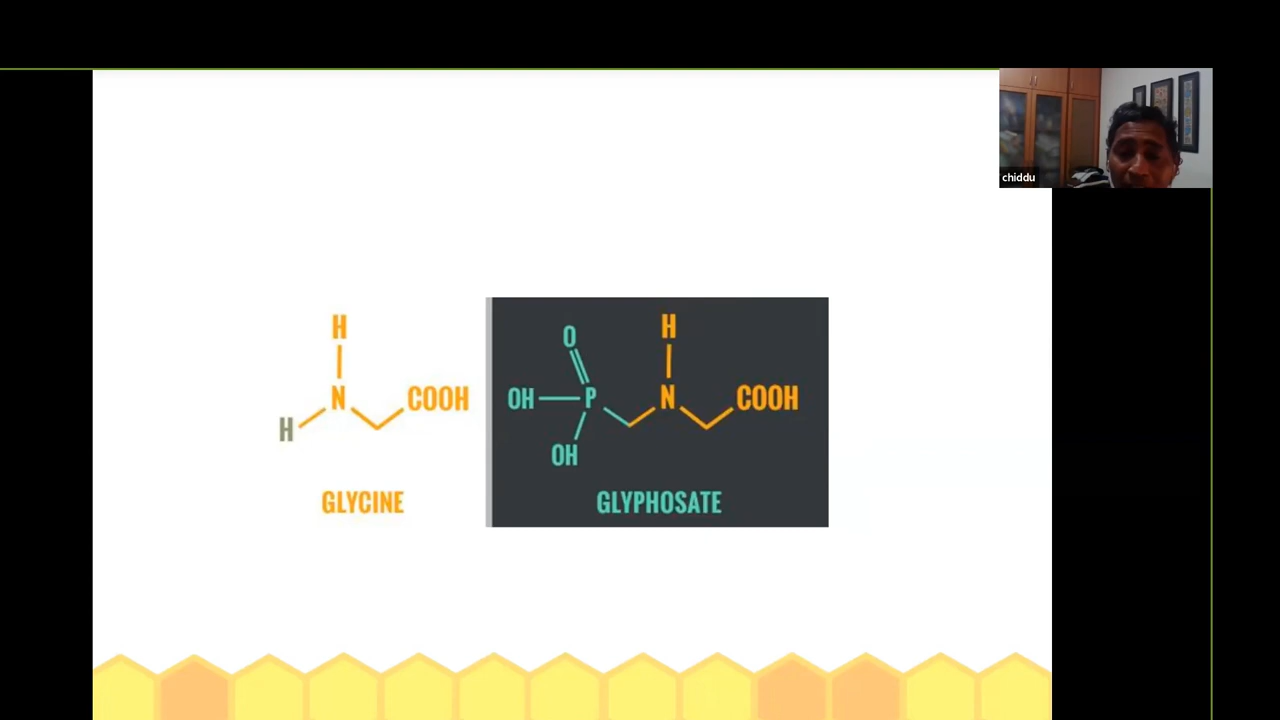 chiddu
H
N
COOH
H
GLYCINE
O
H
OH
P
N
COOH
OH
GLYPHOSATE